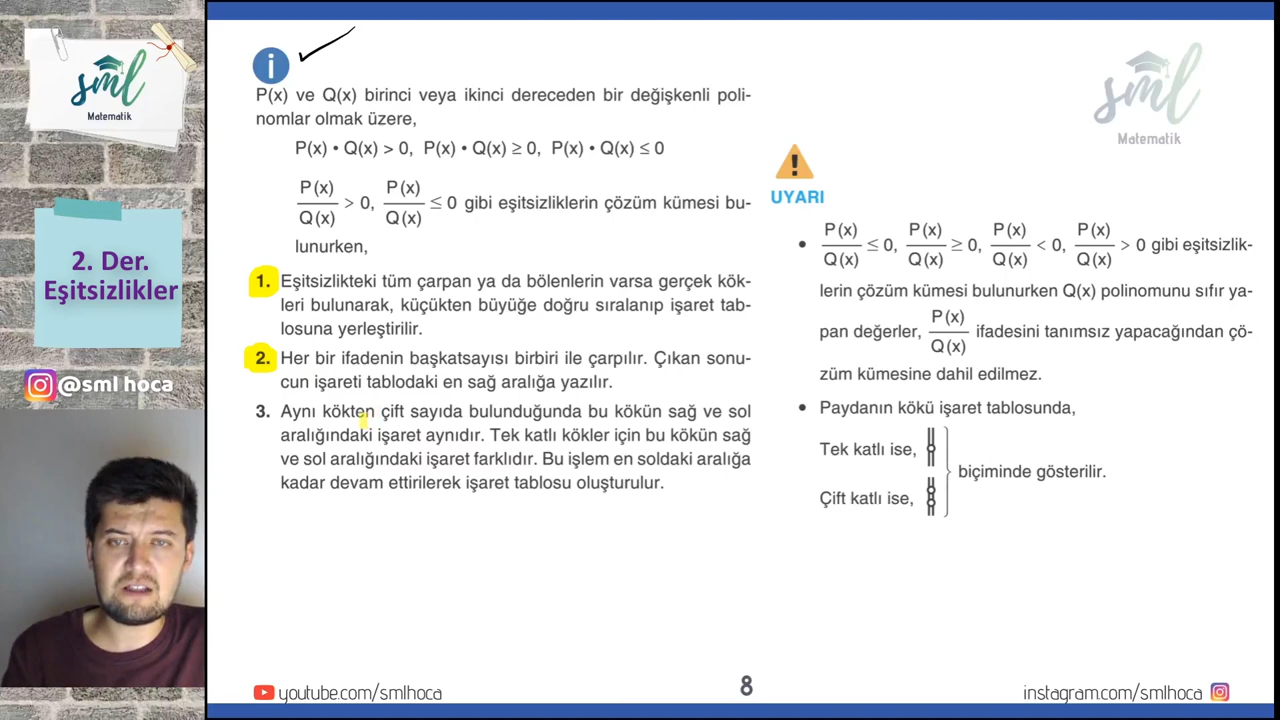 sml
Matematik
2. Der.
Eşitsizlikler
@sml hoca
i
P(x) ve Q(x) birinci veya ikinci dereceden bir değişkenli poli-
nomlar olmak üzere,
P(x) • Q(x) > 0, P(x) • Q(x) ≥ 0, P(x) • Q(x) ≤ 0
P(x)/Q(x) > 0, P(x)/Q(x) ≤ 0 gibi eşitsizliklerin çözüm kümesi bu-
lunurken,
1. Eşitsizlikteki tüm çarpan ya da bölenlerin varsa gerçek kök-
leri bulunarak, küçükten büyüğe doğru sıralanıp işaret tab-
losuna yerleştirilir.
2. Her bir ifadenin başkatsayısı birbiri ile çarpılır. Çıkan sonu-
cun işareti tablodaki en sağ aralığa yazılır.
3. Aynı kökten çift sayıda bulunduğunda bu kökün sağ ve sol
aralığındaki işaret aynıdır. Tek katlı kökler için bu kökün sağ
ve sol aralığındaki işaret farklıdır. Bu işlem en soldaki aralığa
kadar devam ettirilerek işaret tablosu oluşturulur.
sml
Matematik
!
UYARI
• P(x)/Q(x) ≤ 0, P(x)/Q(x) ≥ 0, P(x)/Q(x) < 0, P(x)/Q(x) > 0 gibi eşitsizlik-
lerin çözüm kümesi bulunurken Q(x) polinomunu sıfır ya-
pan değerler, P(x)/Q(x) ifadesini tanımsız yapacağından çö-
züm kümesine dahil edilmez.
• Paydanın kökü işaret tablosunda,
Tek katlı ise,
Çift katlı ise,
biçiminde gösterilir.
youtube.com/smlhoca
8
instagram.com/smlhoca